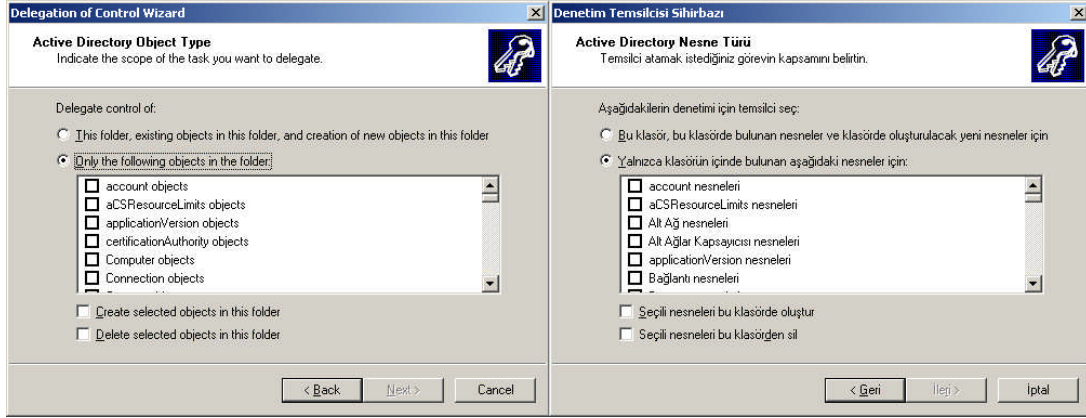 Delegation of Control Wizard
Active Directory Object Type
Indicate the scope of the task you want to delegate.
Delegate control of:
This folder, existing objects in this folder, and creation of new objects in this folder
Only the following objects in the folder:
account objects
aCSResourceLimits objects
applicationVersion objects
certificationAuthority objects
Computer objects
Connection objects
Create selected objects in this folder
Delete selected objects in this folder
< Back
Next >
Cancel
Denetim Temsilcisi Sihirbazı
Active Directory Nesne Türü
Temsilci atamak istediğiniz görevin kapsamını belirtin.
Aşağıdakilerin denetimi için temsilci seç:
Bu klasör, bu klasörde bulunan nesneler ve klasörde oluşturulacak yeni nesneler için
Yalnızca klasörün içinde bulunan aşağıdaki nesneler için:
account nesneleri
aCSResourceLimits nesneleri
Alt Ağ nesneleri
Alt Ağlar Kapsayıcısı nesneleri
applicationVersion nesneleri
Bağlantı nesneleri
Seçili nesneleri bu klasörde oluştur
Seçili nesneleri bu klasörden sil
< Geri
İleri >
İptal